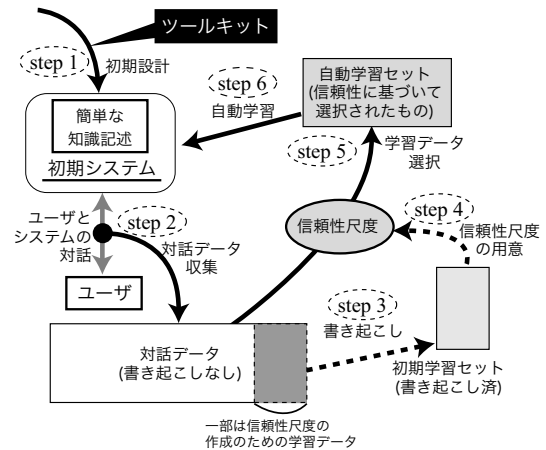 ツールキット
step 1
初期設計
簡単な
知識記述
初期システム
step 6
自動学習
自動学習セット
(信頼性に基づいて
選択されたもの)
step 5
学習データ
選択
ユーザと
システムの
対話
step 2
対話データ
収集
ユーザ
信頼性尺度
step 4
信頼性尺度
の用意
step 3
書き起こし
対話データ
(書き起こしなし)
初期学習セット
(書き起こし済)
一部は信頼性尺度の
作成のための学習データ